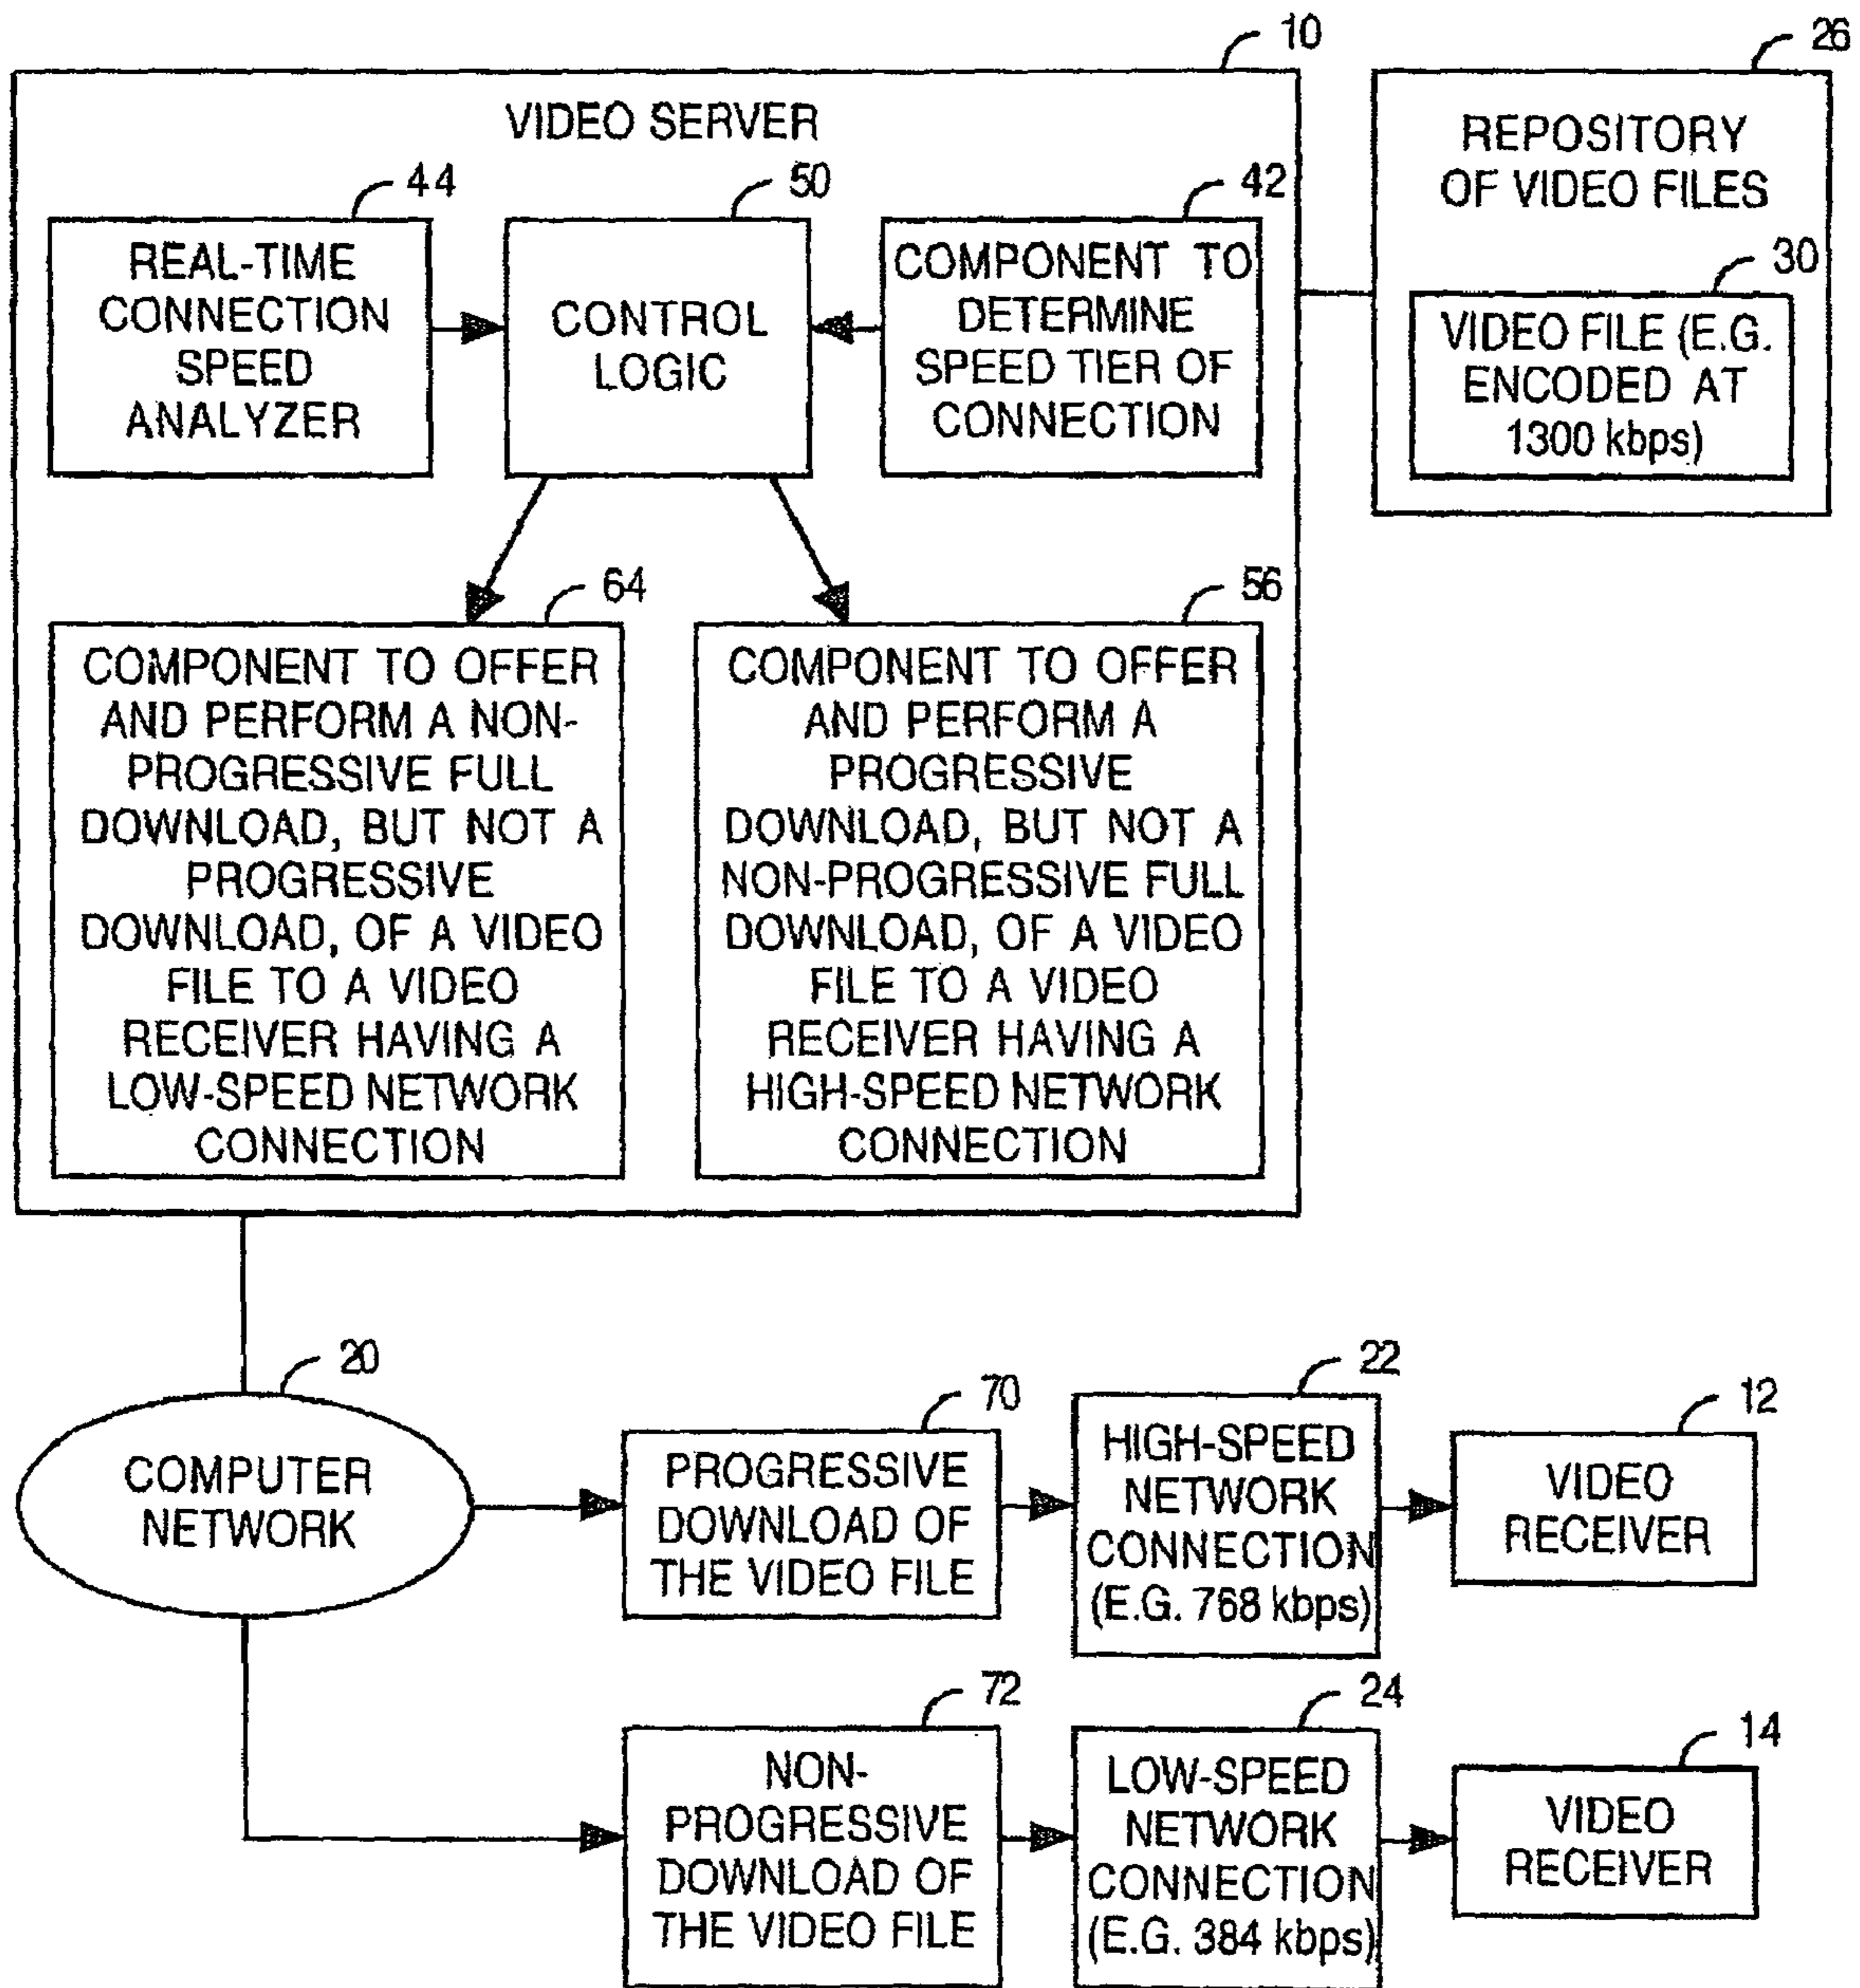 10
26
VIDEO SERVER
REPOSITORY
OF VIDEO FILES
44
50
42
30
REAL-TIME
CONNECTION
SPEED
ANALYZER
CONTROL
LOGIC
COMPONENT TO
DETERMINE
SPEED TIER OF
CONNECTION
VIDEO FILE (E.G.
ENCODED AT
1300 kbps)
64
56
COMPONENT TO OFFER
AND PERFORM A NON-
PROGRESSIVE FULL
DOWNLOAD, BUT NOT A
PROGRESSIVE
DOWNLOAD, OF A VIDEO
FILE TO A VIDEO
RECEIVER HAVING A
LOW-SPEED NETWORK
CONNECTION
COMPONENT TO OFFER
AND PERFORM A
PROGRESSIVE
DOWNLOAD, BUT NOT A
NON-PROGRESSIVE FULL
DOWNLOAD, OF A VIDEO
FILE TO A VIDEO
RECEIVER HAVING A
HIGH-SPEED NETWORK
CONNECTION
20
70
22
12
COMPUTER
NETWORK
PROGRESSIVE
DOWNLOAD OF
THE VIDEO FILE
HIGH-SPEED
NETWORK
CONNECTION
(E.G. 768 kbps)
VIDEO
RECEIVER
72
24
14
NON-
PROGRESSIVE
DOWNLOAD OF
THE VIDEO FILE
LOW-SPEED
NETWORK
CONNECTION
(E.G. 384 kbps)
VIDEO
RECEIVER